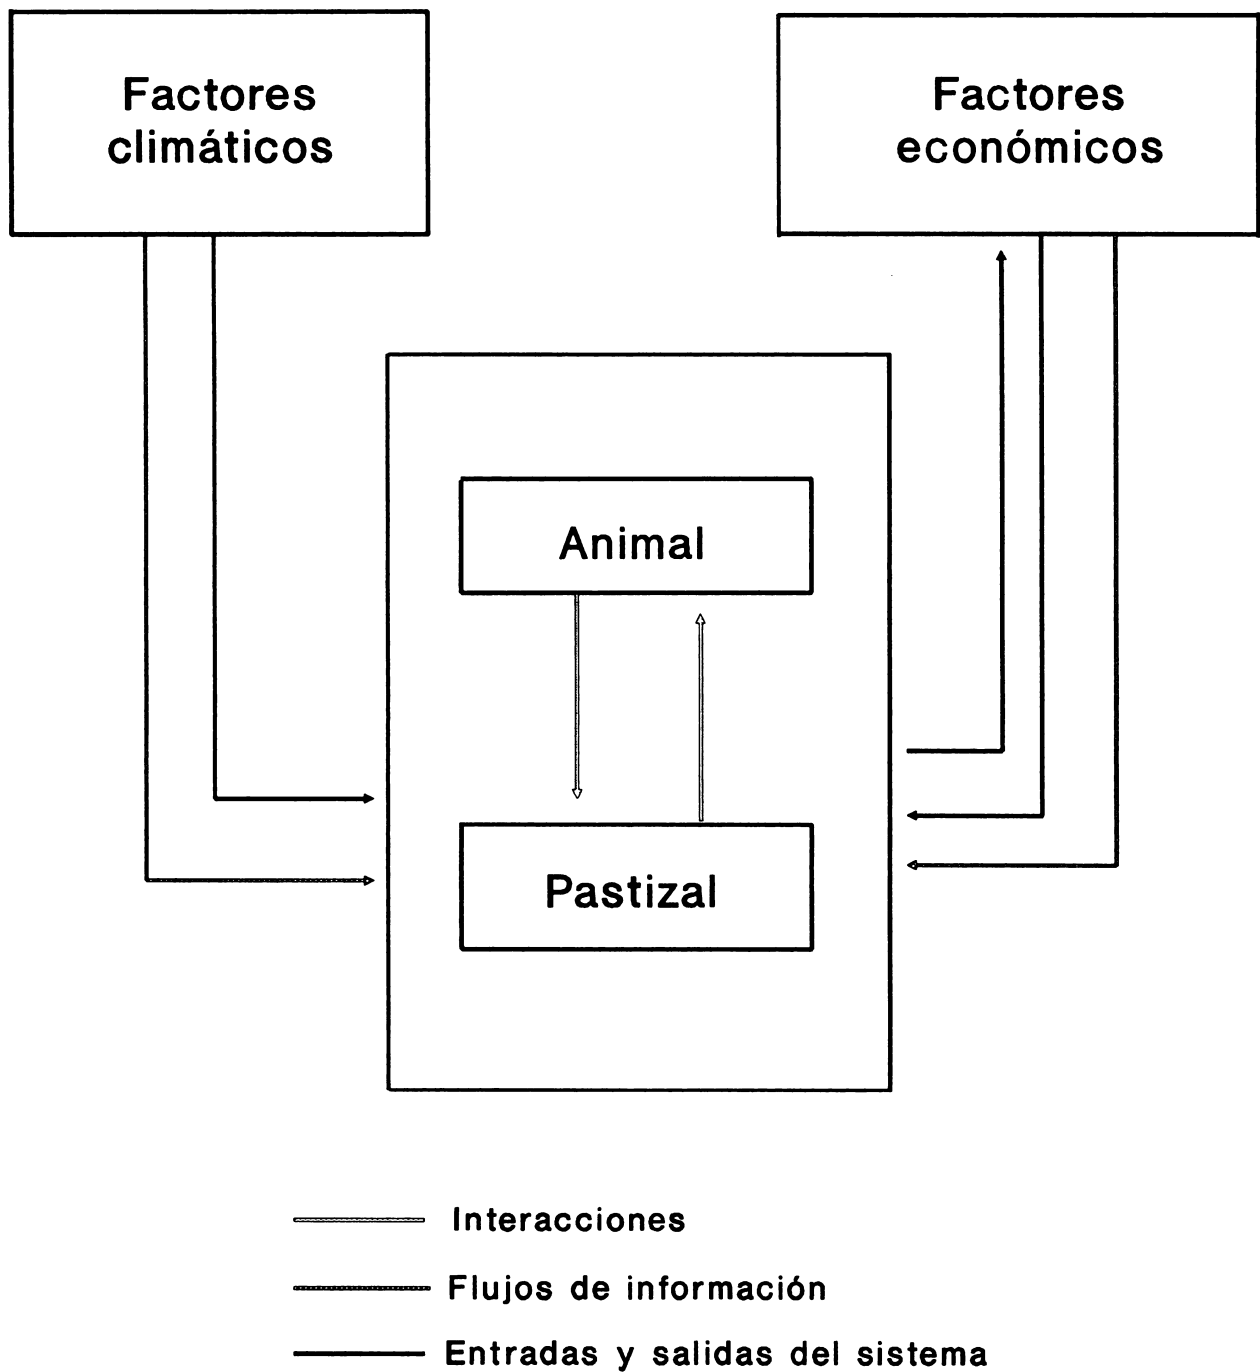 Factores
climáticos
Factores
económicos
Animal
Pastizal
Interacciones
Flujos de información
Entradas y salidas del sistema